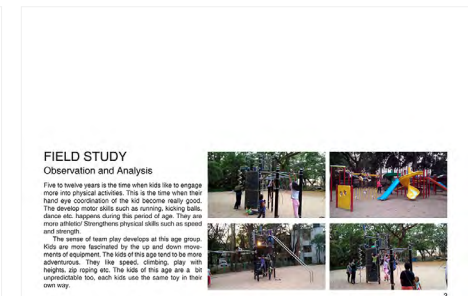 FIELD STUDY
Observation and Analysis
Five to twelve years is the time when kids like to engage
more into physical activities. This is the time when their
hand eye coordination of the kid become really good.
The develop motor skills such as running, kicking balls,
dance etc. happens during this period of age. They are
more athletic/ Strengthens physical skills such as speed
and strength.
The sense of team play develops at this age group.
Kids are more fascinated by the up and down move-
ments of equipment. The kids of this age tend to be more
adventurous. They like speed, climbing, play with
heights, zip roping etc. The kids of this age are a bit
unpredictable too, each kids use the same toy in their
own way.